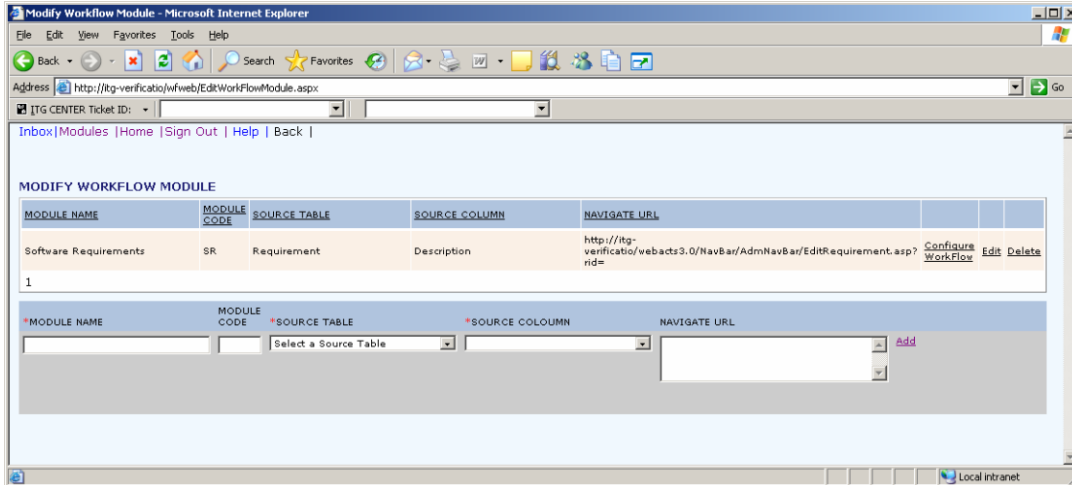 Modify Workflow Module - Microsoft Internet Explorer
File Edit View Favorites Tools Help
Back Search Favorites
Address http://itg-verificatio/wfweb/EditWorkFlowModule.aspx Go
ITG CENTER Ticket ID:
Inbox|Modules |Home |Sign Out | Help | Back |
MODIFY WORKFLOW MODULE
MODULE NAME MODULE CODE SOURCE TABLE SOURCE COLUMN NAVIGATE URL
Software Requirements SR Requirement Description http://itg-verificatio/webacts3.0/NavBar/AdmNavBar/EditRequirement.asp?rid= Configure WorkFlow Edit Delete
1
*MODULE NAME MODULE CODE *SOURCE TABLE *SOURCE COLOUMN NAVIGATE URL
Select a Source Table Add
Local intranet